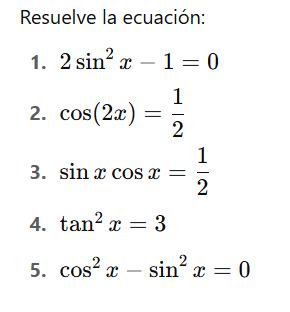 Resuelve la ecuación:
1. 2 sin² x − 1 = 0
2. cos(2x) = 1/2
3. sin x cos x = 1/2
4. tan² x = 3
5. cos² x − sin² x = 0